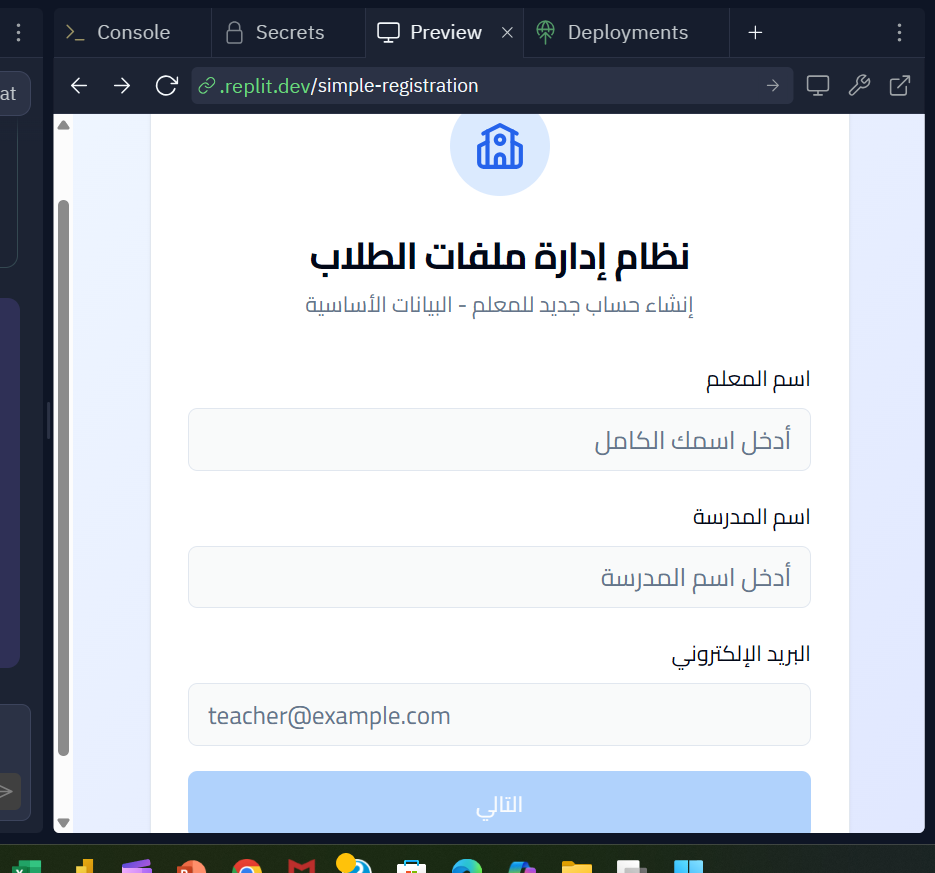 Console
Secrets
Preview
Deployments
at
.replit.dev/simple-registration
نظام إدارة ملفات الطلاب
إنشاء حساب جديد للمعلم - البيانات الأساسية
اسم المعلم
أدخل اسمك الكامل
اسم المدرسة
أدخل اسم المدرسة
البريد الإلكتروني
teacher@example.com
التالي